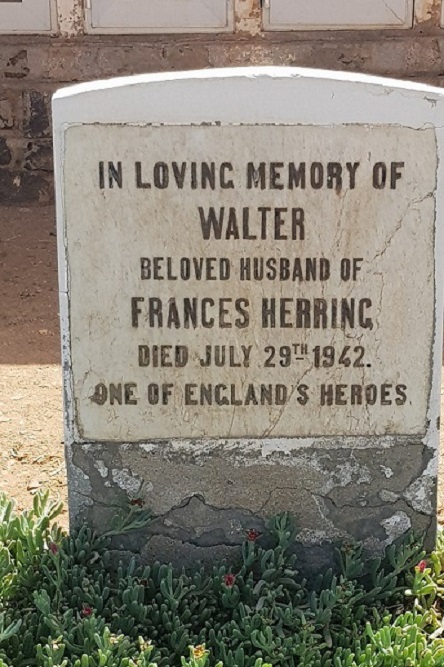 IN LOVING MEMORY OF
WALTER
BELOVED HUSBAND OF
FRANCES HERRING
DIED JULY 29TH 1942.
ONE OF ENGLAND'S HEROES.